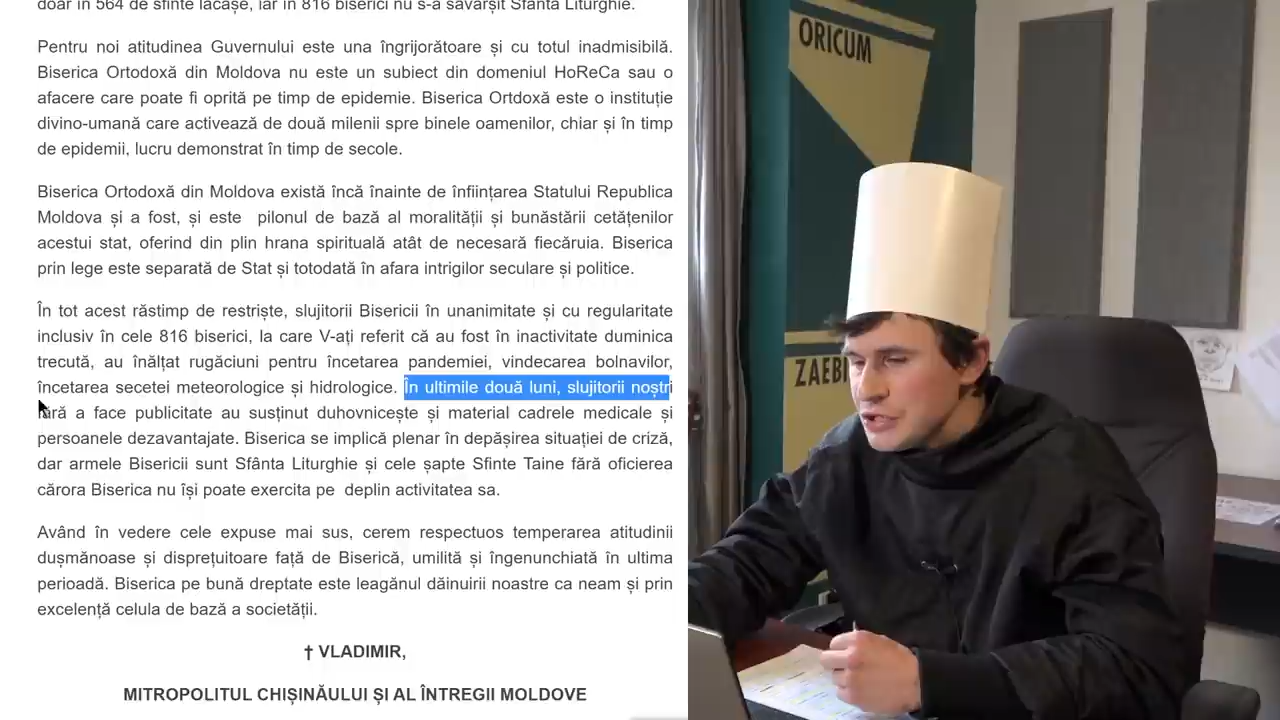 doar în 564 de sfinte lăcașe, iar în 816 biserici nu s-a săvârșit Sfânta Liturghie.
Pentru noi atitudinea Guvernului este una îngrijorătoare și cu totul inadmisibilă.
Biserica Ortodoxă din Moldova nu este un subiect din domeniul HoReCa sau o
afacere care poate fi oprită pe timp de epidemie. Biserica Ortdoxă este o instituție
divino-umană care activează de două milenii spre binele oamenilor, chiar și în timp
de epidemii, lucru demonstrat în timp de secole.
Biserica Ortodoxă din Moldova există încă înainte de înființarea Statului Republica
Moldova și a fost, și este pilonul de bază al moralității și bunăstării cetățenilor
acestui stat, oferind din plin hrana spirituală atât de necesară fiecăruia. Biserica
prin lege este separată de Stat și totodată în afara intrigilor seculare și politice.
În tot acest răstimp de restriște, slujitorii Bisericii în unanimitate și cu regularitate
inclusiv în cele 816 biserici, la care V-ați referit că au fost în inactivitate duminica
trecută, au înălțat rugăciuni pentru încetarea pandemiei, vindecarea bolnavilor,
încetarea secetei meteorologice și hidrologice. În ultimile două luni, slujitorii noștri
fără a face publicitate au susținut duhovnicește și material cadrele medicale și
persoanele dezavantajate. Biserica se implică plenar în depășirea situației de criză,
dar armele Bisericii sunt Sfânta Liturghie și cele șapte Sfinte Taine fără oficierea
cărora Biserica nu își poate exercita pe deplin activitatea sa.
Având în vedere cele expuse mai sus, cerem respectuos temperarea atitudinii
dușmănoase și disprețuitoare față de Biserică, umilită și îngenunchiată în ultima
perioadă. Biserica pe bună dreptate este leagănul dăinuirii noastre ca neam și prin
excelență celula de bază a societății.
† VLADIMIR,
MITROPOLITUL CHIȘINĂULUI ȘI AL ÎNTREGII MOLDOVE
ORICUM